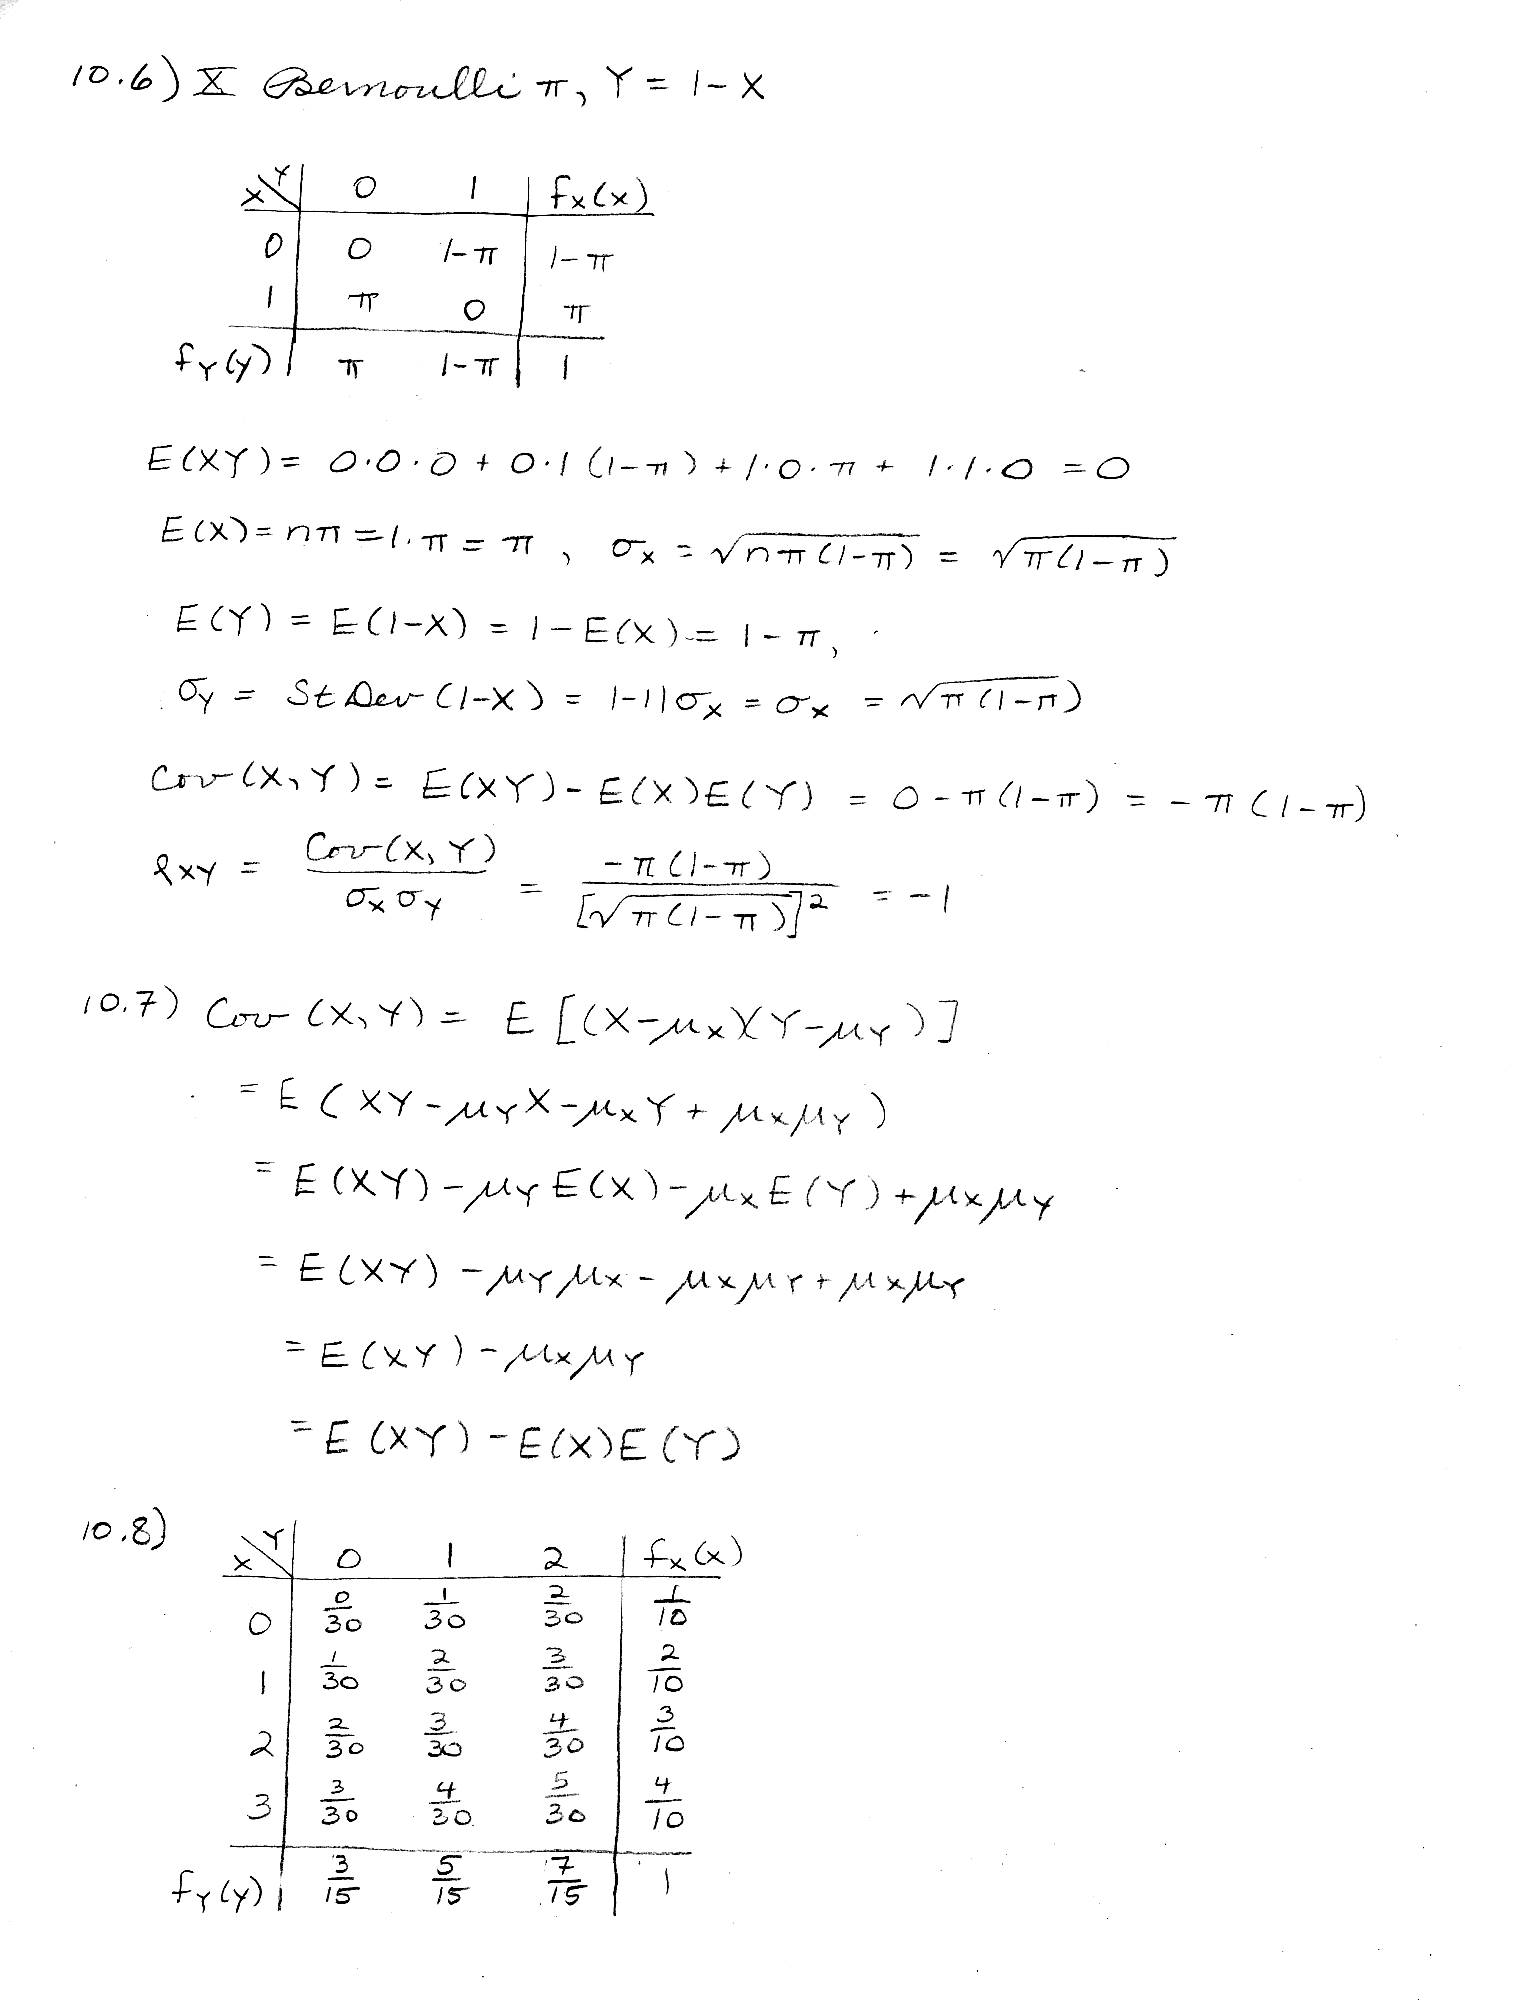 10.6) X Bernoulli π, Y = 1-X
X\Y | 0 1 | fx(x)
0 | 0 1-π | 1-π
1 | π 0 | π
fY(y) | π 1-π | 1
E(XY) = 0·0·0 + 0·1(1-π) + 1·0·π + 1·1·0 = 0
E(X) = nπ = 1·π = π, σx = √nπ(1-π) = √π(1-π)
E(Y) = E(1-X) = 1-E(X) = 1-π,
σY = StDev(1-X) = |-1|σx = σx = √π(1-π)
Cov(X,Y) = E(XY) - E(X)E(Y) = 0-π(1-π) = -π(1-π)
ρXY = Cov(X,Y)/σxσY = -π(1-π)/[√π(1-π)]² = -1
10.7) Cov(X,Y) = E[(X-μx)(Y-μY)]
= E(XY-μYX-μxY+μxμY)
= E(XY)-μYE(X)-μxE(Y)+μxμY
= E(XY)-μYμx-μxμY+μxμY
= E(XY)-μxμY
= E(XY)-E(X)E(Y)
10.8)
X\Y | 0 1 2 | fx(x)
0 | 0/30 1/30 2/30 | 1/10
1 | 1/30 2/30 3/30 | 2/10
2 | 2/30 3/30 4/30 | 3/10
3 | 3/30 4/30 5/30 | 4/10
fY(y) | 3/15 5/15 7/15 | 1